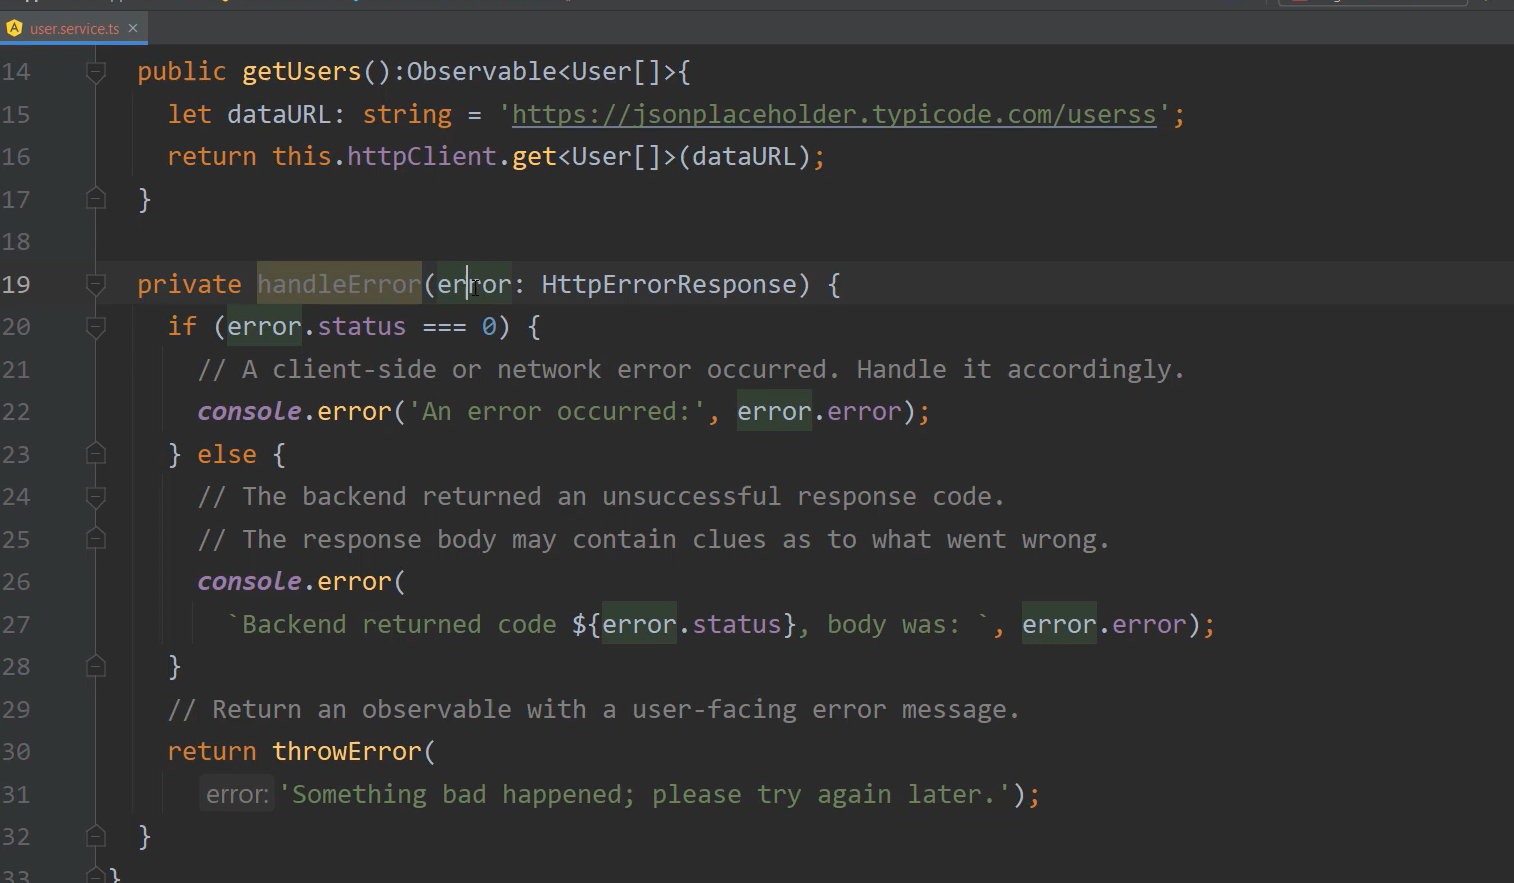 user.service.ts
14 public getUsers():Observable<User[]>{
15 let dataURL: string = 'https://jsonplaceholder.typicode.com/userss';
16 return this.httpClient.get<User[]>(dataURL);
17 }
18
19 private handleError(error: HttpErrorResponse) {
20 if (error.status === 0) {
21 // A client-side or network error occurred. Handle it accordingly.
22 console.error('An error occurred:', error.error);
23 } else {
24 // The backend returned an unsuccessful response code.
25 // The response body may contain clues as to what went wrong.
26 console.error(
27 `Backend returned code ${error.status}, body was: `, error.error);
28 }
29 // Return an observable with a user-facing error message.
30 return throwError(
31 error: 'Something bad happened; please try again later.');
32 }
33 }